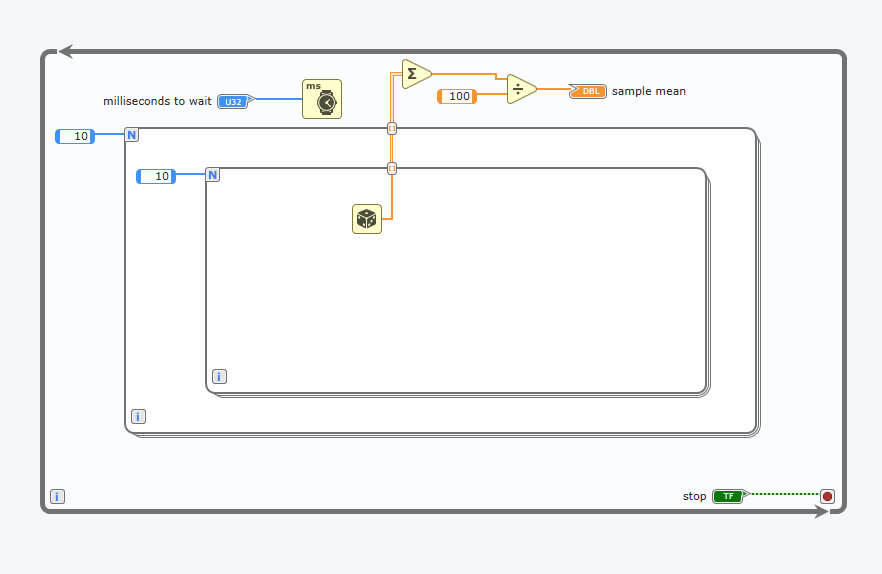 ms
Σ
milliseconds to wait U32
100
÷
DBL sample mean
10
N
10
N
i
i
i
stop TF